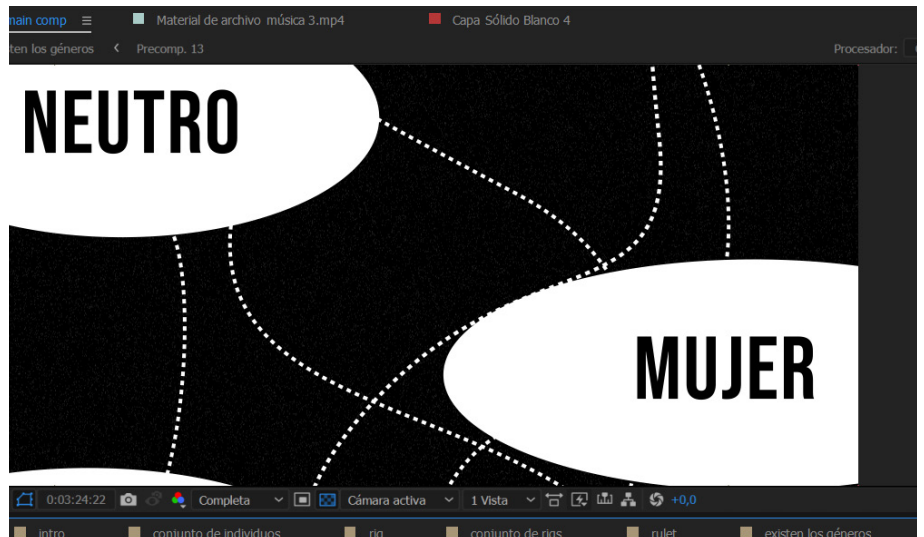 main comp
Material de archivo música 3.mp4
Capa Sólido Blanco 4
ten los géneros
Precomp. 13
Procesador:
NEUTRO
MUJER
0:03:24:22
Completa
Cámara activa
1 Vista
+0,0
intro
conjunto de individuos
rig
conjunto de rigs
rulet
existen los géneros